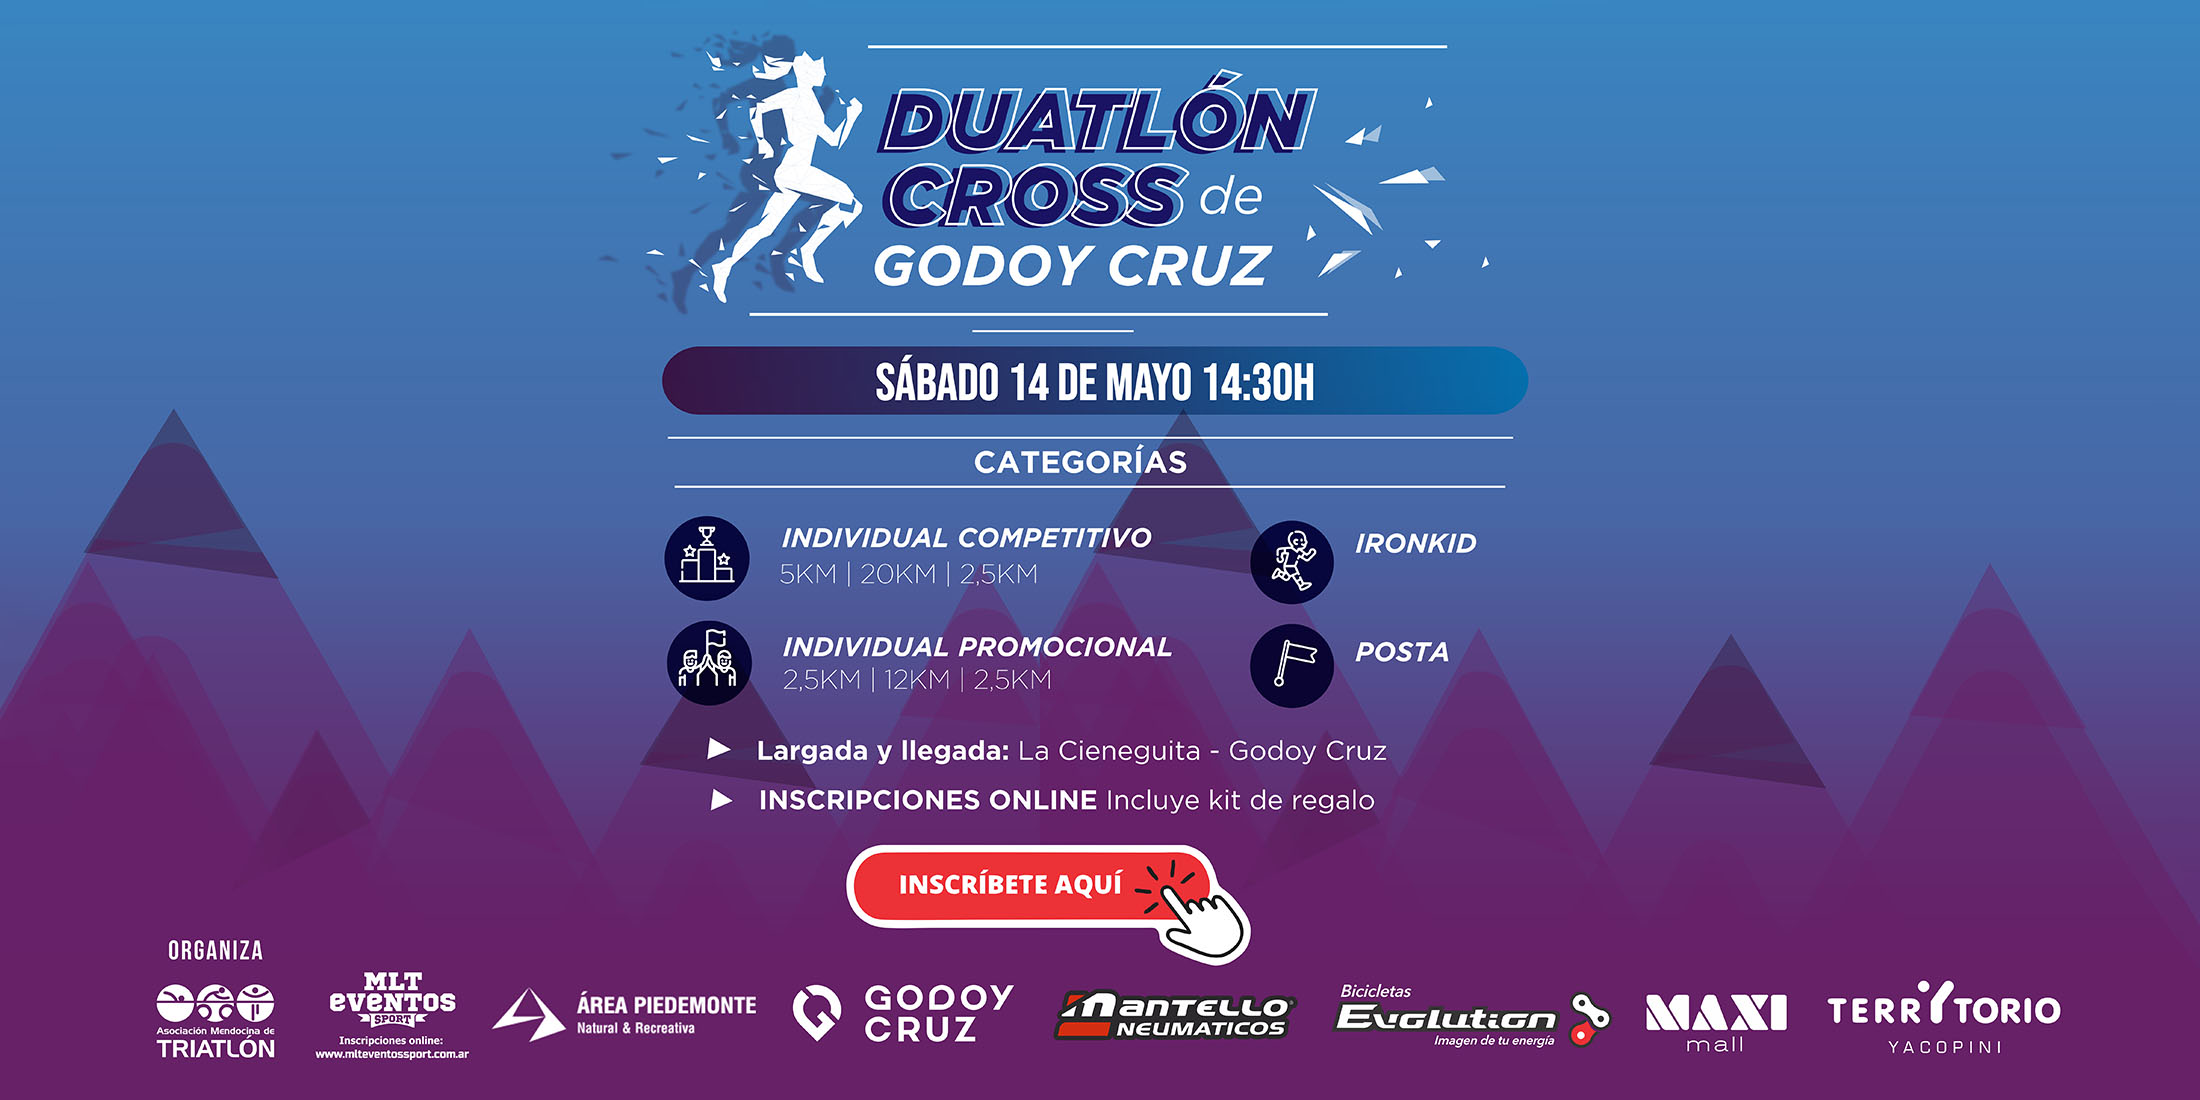 DUATLÓN
CROSS de
GODOY CRUZ
SÁBADO 14 DE MAYO 14:30H
CATEGORÍAS
INDIVIDUAL COMPETITIVO
5KM | 20KM | 2,5KM
IRONKID
INDIVIDUAL PROMOCIONAL
2,5KM | 12KM | 2,5KM
POSTA
Largada y llegada: La Cieneguita - Godoy Cruz
INSCRIPCIONES ONLINE Incluye kit de regalo
INSCRÍBETE AQUÍ
ORGANIZA
Asociación Mendocina de
TRIATLÓN
MLT
eventos
SPORT
Inscripciones online:
www.mlteventossport.com.ar
ÁREA PIEDEMONTE
Natural & Recreativa
GODOY
CRUZ
mantello
NEUMATICOS
Bicicletas
Evolution
Imagen de tu energía
MAXI
mall
TERRITORIO
YACOPINI